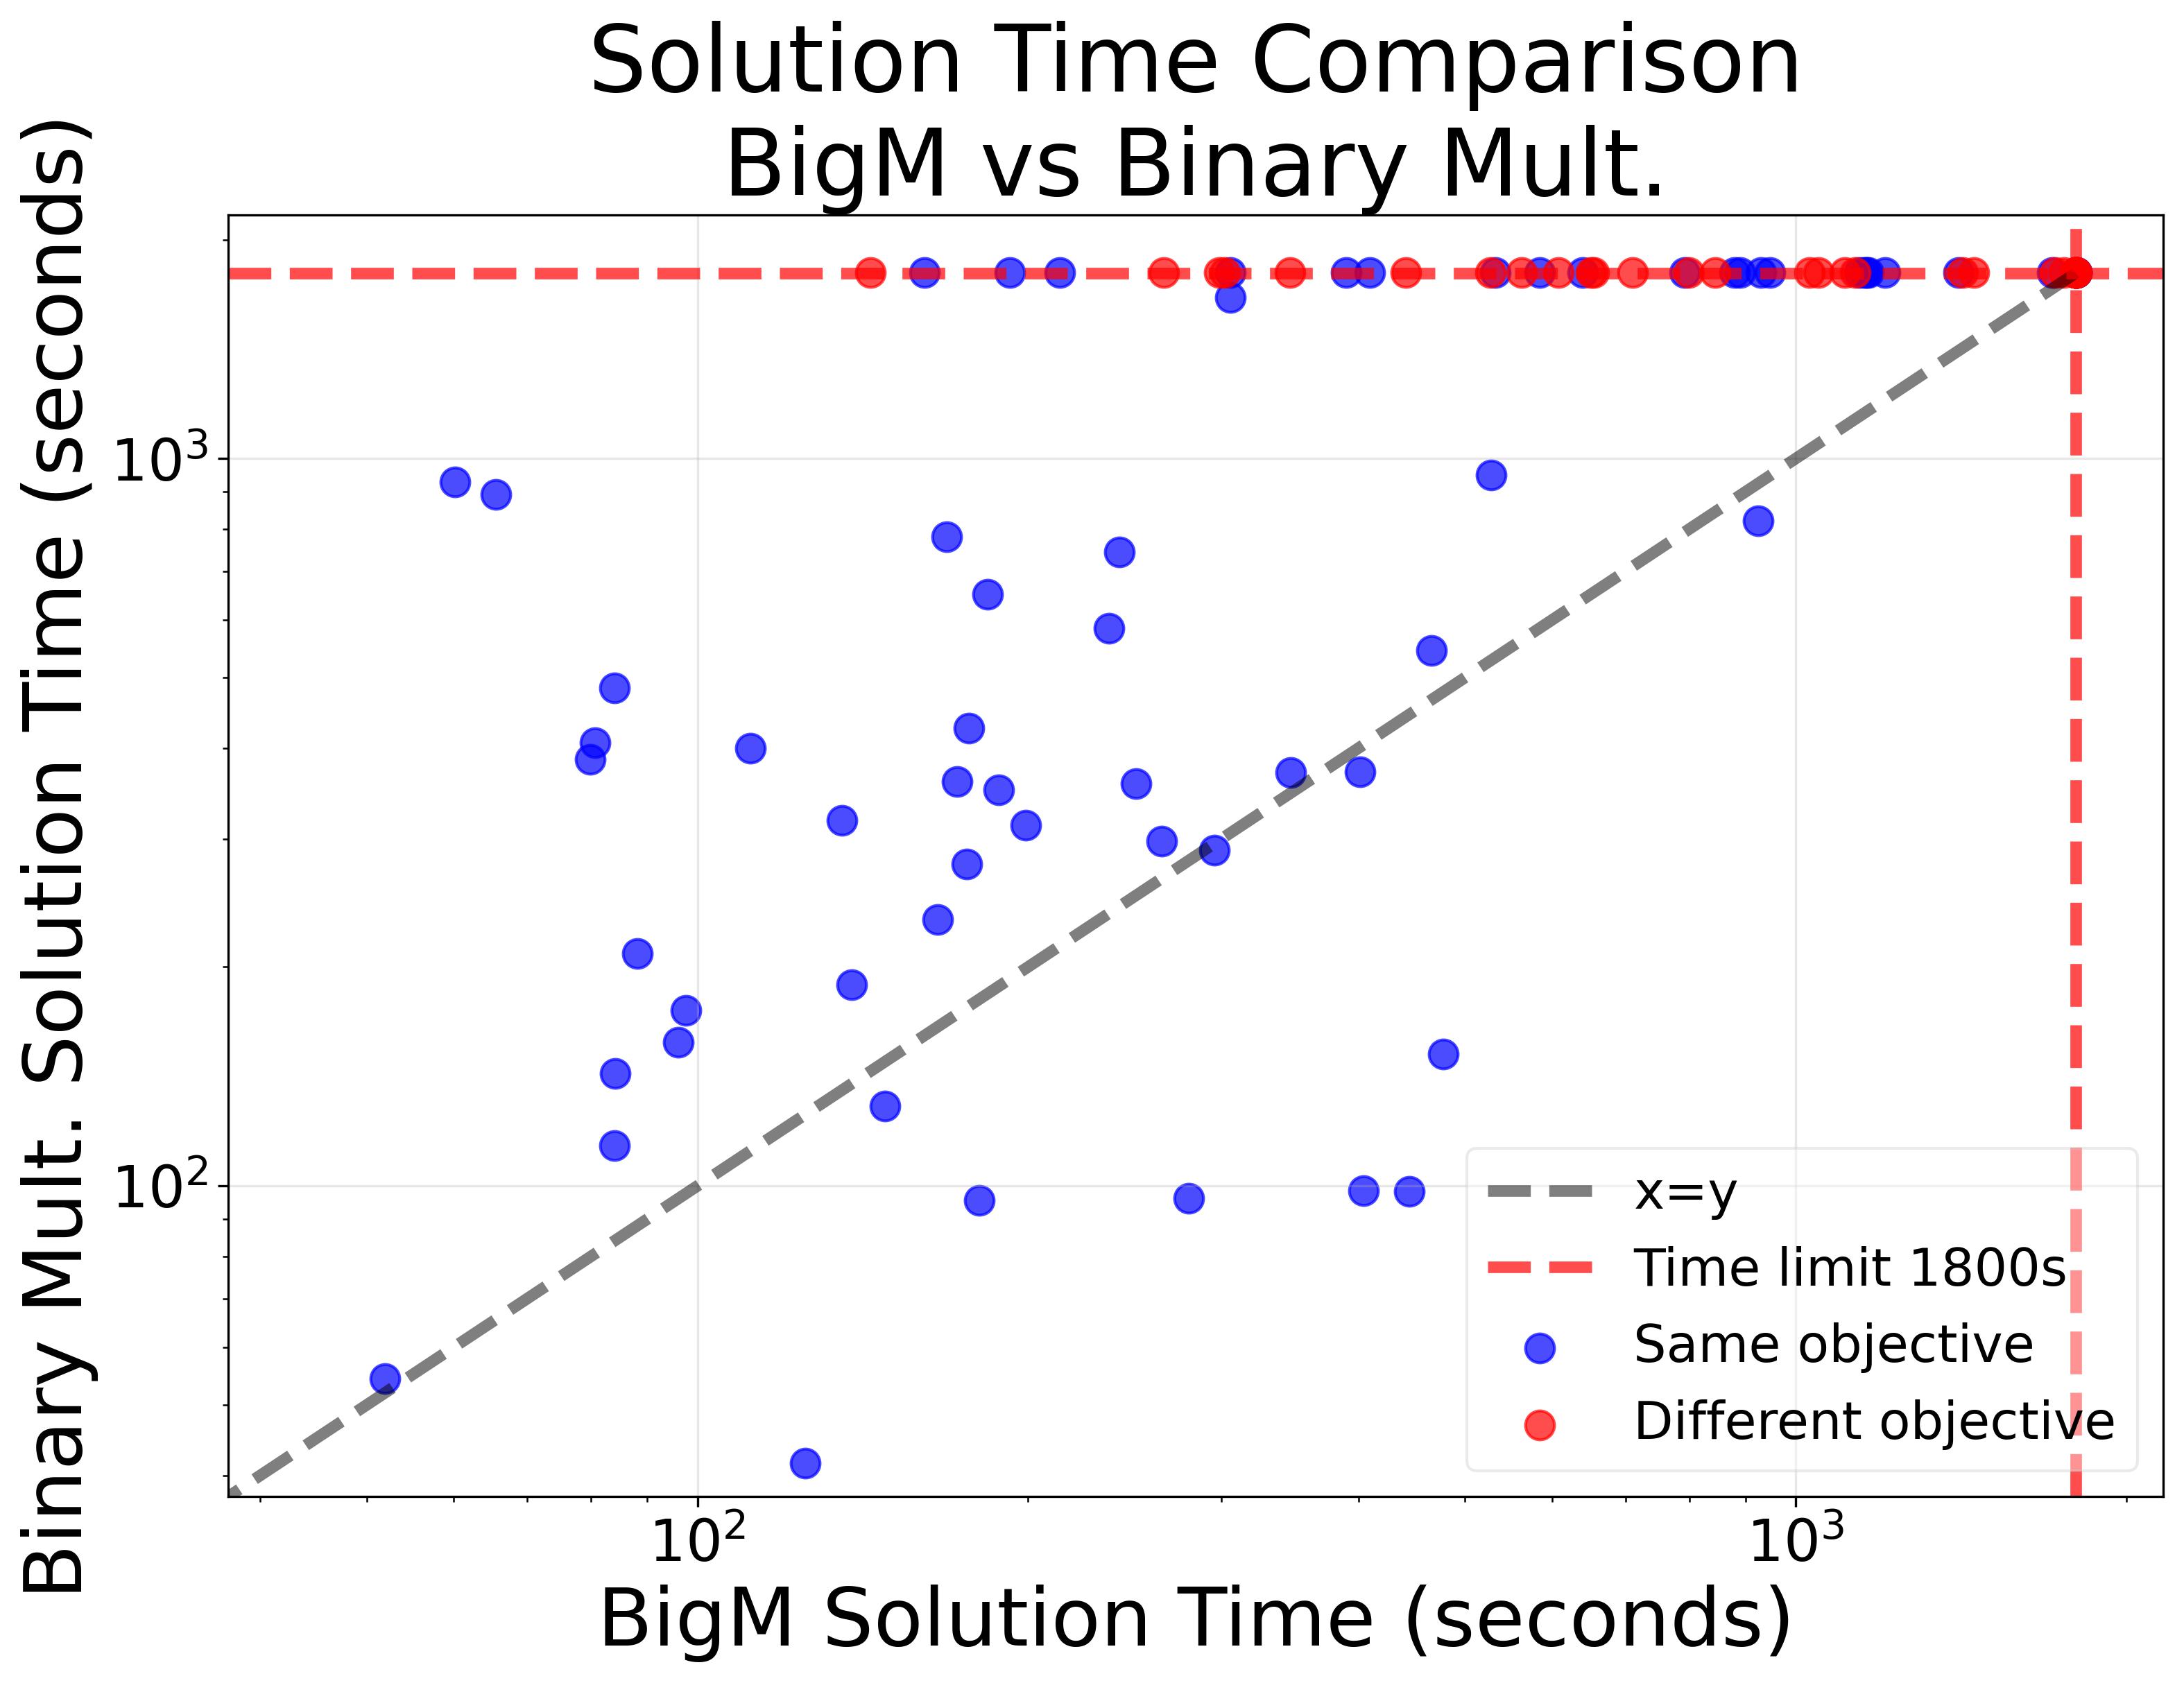 Solution Time Comparison
BigM vs Binary Mult.
Binary Mult. Solution Time (seconds)
10³
10²
x=y
Time limit 1800s
Same objective
Different objective
10²
10³
BigM Solution Time (seconds)